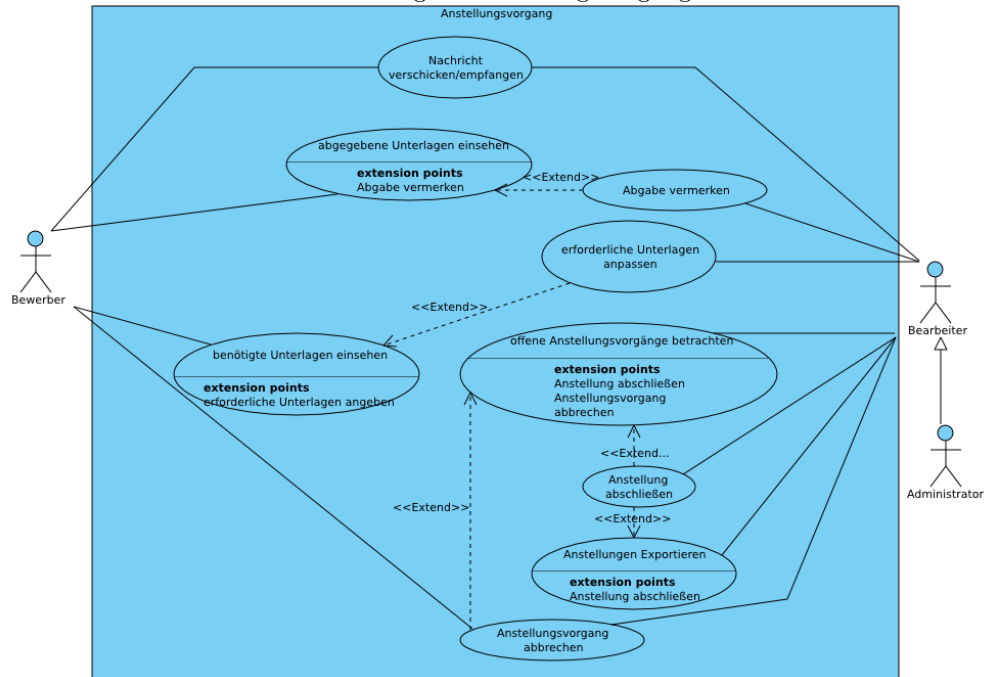 Anstellungsvorgang
Nachricht
verschicken/empfangen
abgegebene Unterlagen einsehen
extension points
Abgabe vermerken
<<Extend>>
Abgabe vermerken
erforderliche Unterlagen
anpassen
Bewerber
<<Extend>>
Bearbeiter
benötigte Unterlagen einsehen
extension points
erforderliche Unterlagen angeben
offene Anstellungsvorgänge betrachten
extension points
Anstellung abschließen
Anstellungsvorgang
abbrechen
<<Extend...
Anstellung
abschließen
Administrator
<<Extend>>
<<Extend>>
Anstellungen Exportieren
extension points
Anstellung abschließen
Anstellungsvorgang
abbrechen